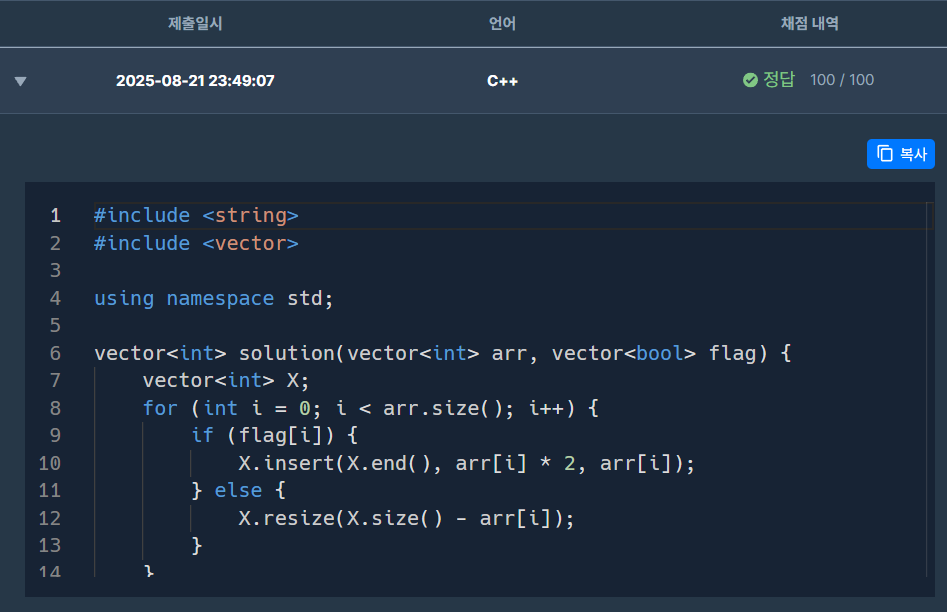 제출일시 언어 채점 내역
2025-08-21 23:49:07 C++ 정답 100 / 100
복사
1 #include <string>
2 #include <vector>
3
4 using namespace std;
5
6 vector<int> solution(vector<int> arr, vector<bool> flag) {
7     vector<int> X;
8     for (int i = 0; i < arr.size(); i++) {
9         if (flag[i]) {
10             X.insert(X.end(), arr[i] * 2, arr[i]);
11         } else {
12             X.resize(X.size() - arr[i]);
13         }
14     }